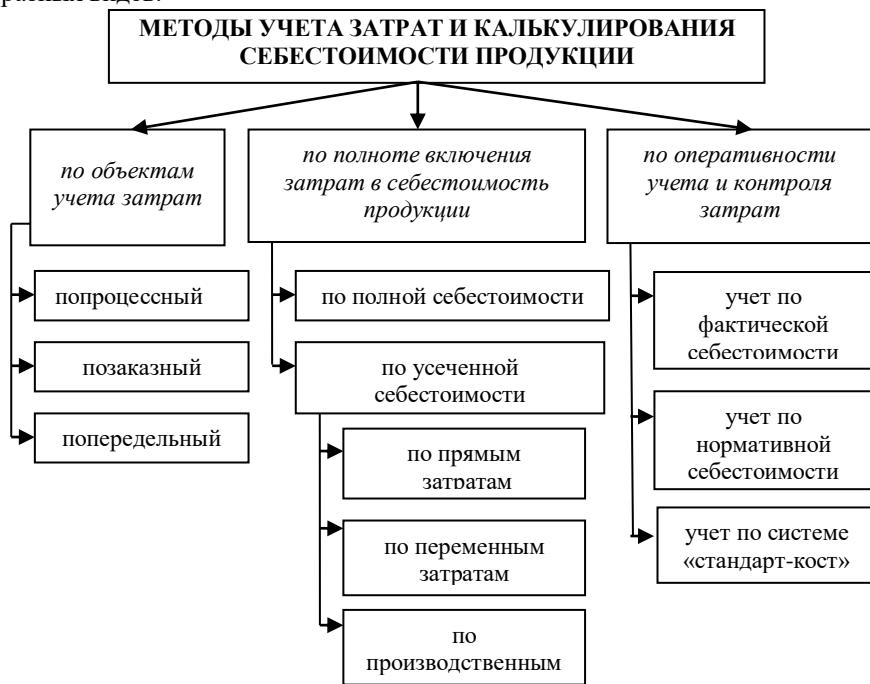 МЕТОДЫ УЧЕТА ЗАТРАТ И КАЛЬКУЛИРОВАНИЯ
СЕБЕСТОИМОСТИ ПРОДУКЦИИ
по объектам
учета затрат
попроцессный
позаказный
попередельный
по полноте включения
затрат в себестоимость
продукции
по полной себестоимости
по усеченной
себестоимости
по прямым
затратам
по переменным
затратам
по
производственным
по оперативности
учета и контроля
затрат
учет по
фактической
себестоимости
учет по
нормативной
себестоимости
учет по системе
«стандарт-кост»